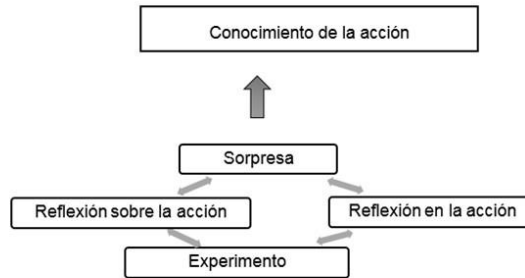 Conocimiento de la acción
Sorpresa
Reflexión sobre la acción
Reflexión en la acción
Experimento